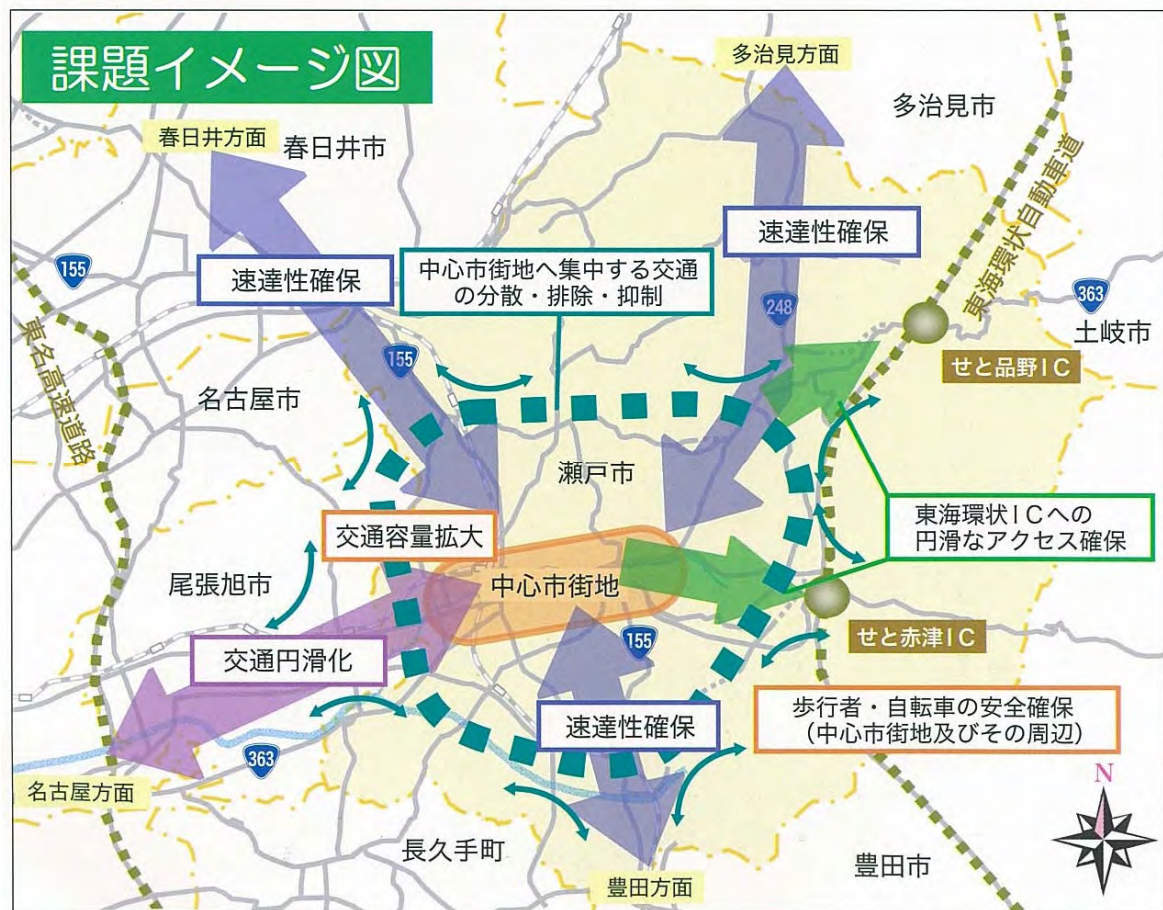 課題イメージ図
多治見方面
多治見市
春日井方面
春日井市
東海環状自動車道
速達性確保
速達性確保
中心市街地へ集中する交通
の分散・排除・抑制
155
248
363
土岐市
東名高速道路
155
せと品野IC
名古屋市
瀬戸市
東海環状ICへの
円滑なアクセス確保
交通容量拡大
中心市街地
尾張旭市
155
せと赤津IC
交通円滑化
速達性確保
歩行者・自転車の安全確保
(中心市街地及びその周辺)
363
名古屋方面
N
長久手町
豊田方面
豊田市